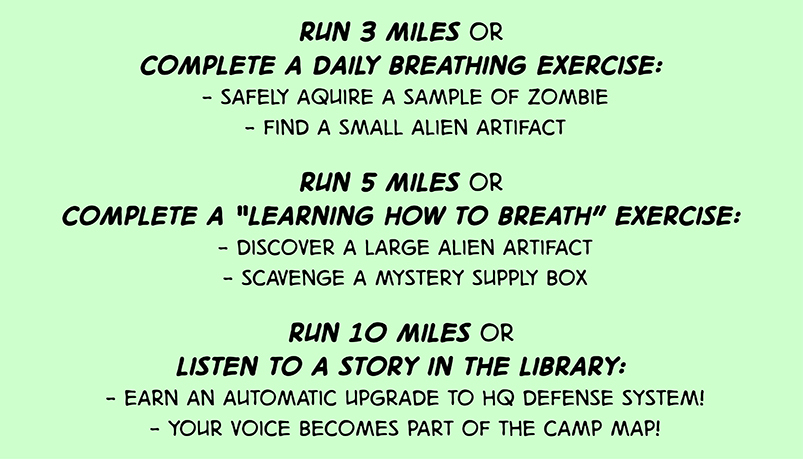 RUN 3 MILES OR
COMPLETE A DAILY BREATHING EXERCISE:
- SAFELY AQUIRE A SAMPLE OF ZOMBIE
- FIND A SMALL ALIEN ARTIFACT
RUN 5 MILES OR
COMPLETE A "LEARNING HOW TO BREATH" EXERCISE:
- DISCOVER A LARGE ALIEN ARTIFACT
- SCAVENGE A MYSTERY SUPPLY BOX
RUN 10 MILES OR
LISTEN TO A STORY IN THE LIBRARY:
- EARN AN AUTOMATIC UPGRADE TO HQ DEFENSE SYSTEM!
- YOUR VOICE BECOMES PART OF THE CAMP MAP!